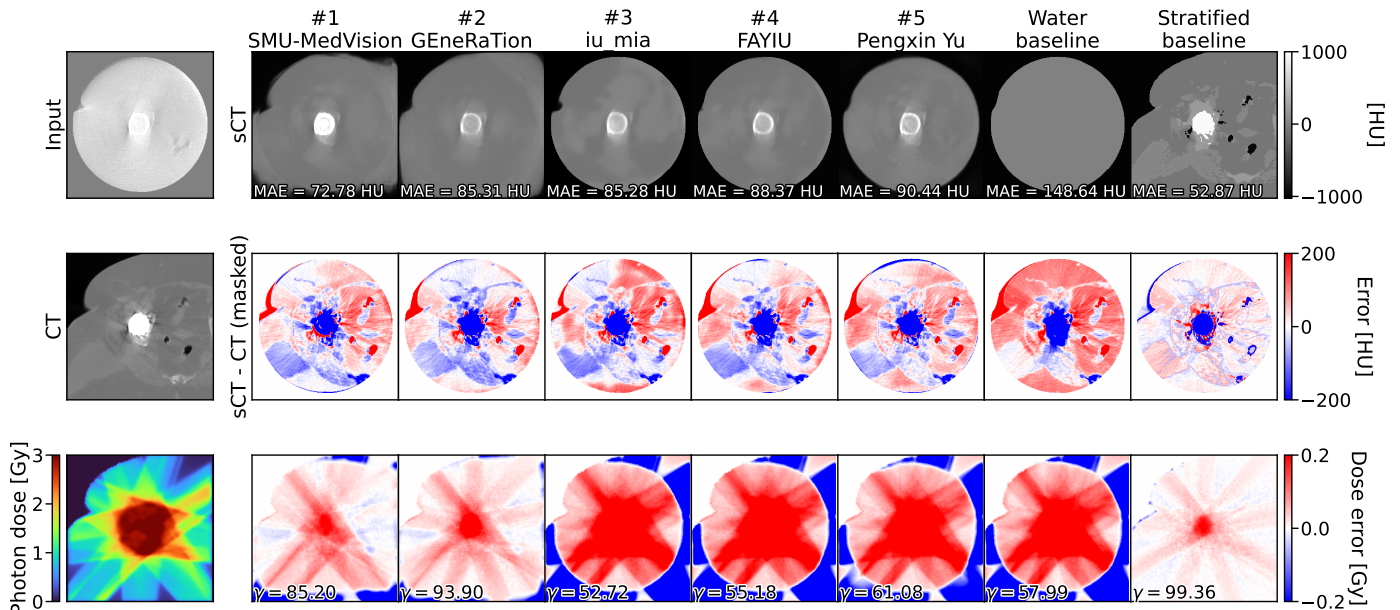 #1
SMU-MedVision
#2
GEneRaTion
#3
iu_mia
#4
FAYIU
#5
Pengxin Yu
Water
baseline
Stratified
baseline
Input
sCT
MAE = 72.78 HU
MAE = 85.31 HU
MAE = 85.28 HU
MAE = 88.37 HU
MAE = 90.44 HU
MAE = 148.64 HU
MAE = 52.87 HU
1000
0
−1000
[HU]
CT
sCT - CT (masked)
200
0
−200
Error [HU]
Photon dose [Gy]
3
2
1
0
γ = 85.20
γ = 93.90
γ = 52.72
γ = 55.18
γ = 61.08
γ = 57.99
γ = 99.36
0.2
0.0
−0.2
Dose error [Gy]